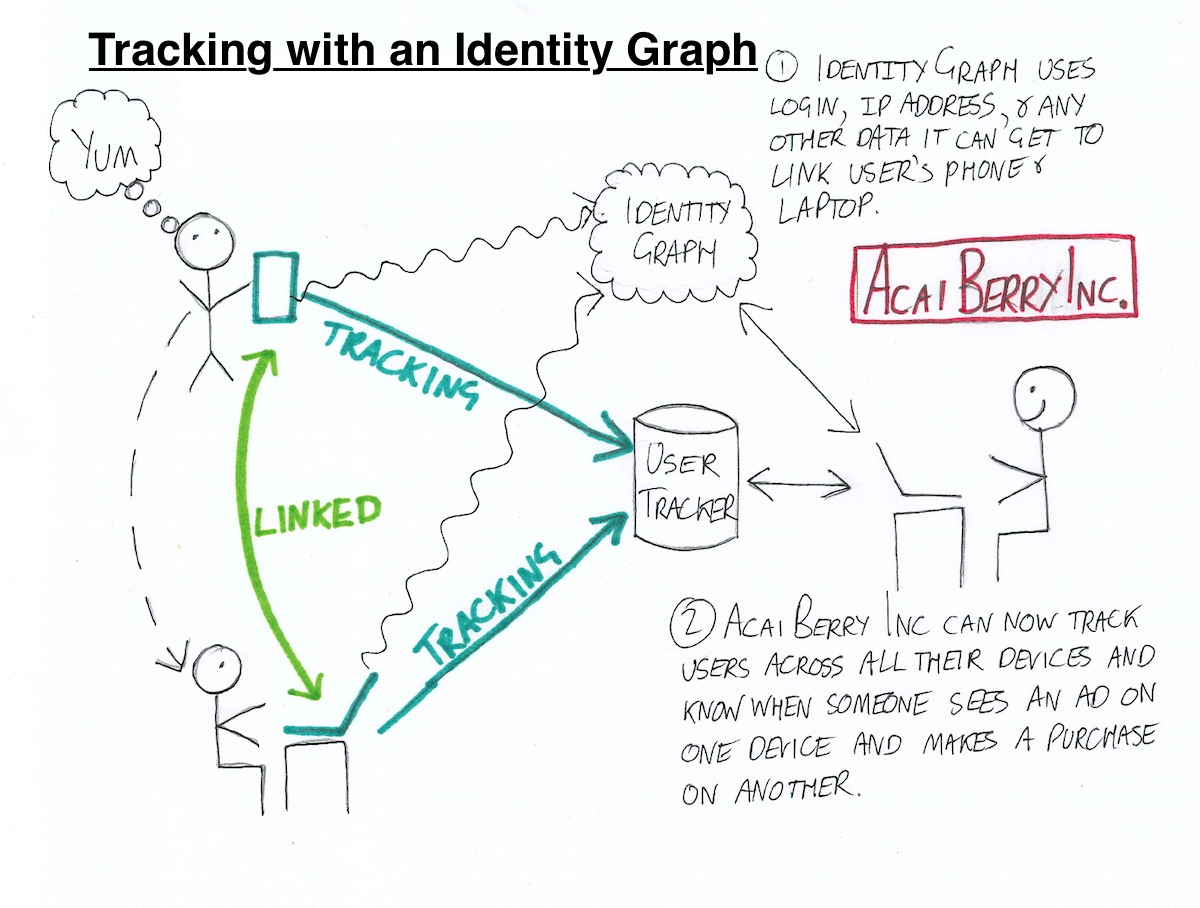 Tracking with an Identity Graph
① IDENTITY GRAPH USES
LOGIN, IP ADDRESS, & ANY
OTHER DATA IT CAN GET TO
LINK USER'S PHONE &
LAPTOP.
YUM
IDENTITY
GRAPH
ACAI BERRY INC.
TRACKING
USER
TRACKER
LINKED
TRACKING
② ACAI BERRY INC CAN NOW TRACK
USERS ACROSS ALL THEIR DEVICES AND
KNOW WHEN SOMEONE SEES AN AD ON
ONE DEVICE AND MAKES A PURCHASE
ON ANOTHER.